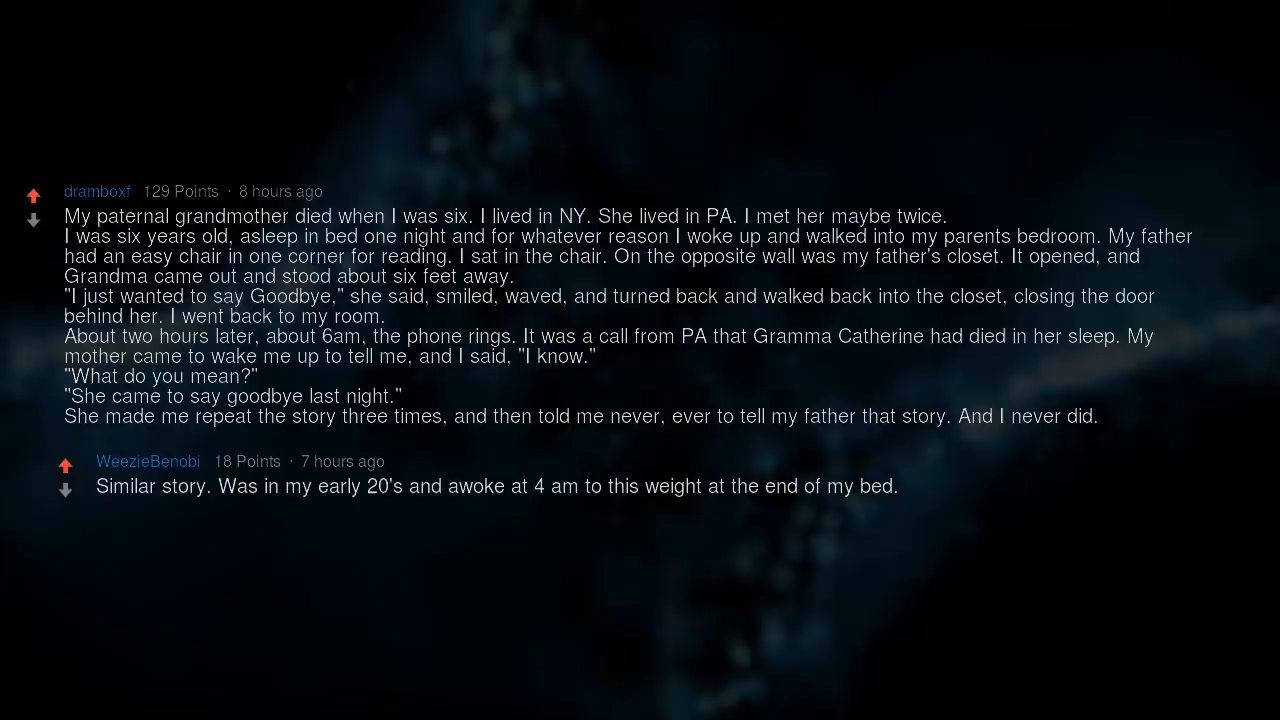 dramboxf 129 Points · 8 hours ago
My paternal grandmother died when I was six. I lived in NY. She lived in PA. I met her maybe twice.
I was six years old, asleep in bed one night and for whatever reason I woke up and walked into my parents bedroom. My father
had an easy chair in one corner for reading. I sat in the chair. On the opposite wall was my father's closet. It opened, and
Grandma came out and stood about six feet away.
"I just wanted to say Goodbye," she said, smiled, waved, and turned back and walked back into the closet, closing the door
behind her. I went back to my room.
About two hours later, about 6am, the phone rings. It was a call from PA that Gramma Catherine had died in her sleep. My
mother came to wake me up to tell me, and I said, "I know."
"What do you mean?"
"She came to say goodbye last night."
She made me repeat the story three times, and then told me never, ever to tell my father that story. And I never did.
WeezieBenobi 18 Points · 7 hours ago
Similar story. Was in my early 20's and awoke at 4 am to this weight at the end of my bed.